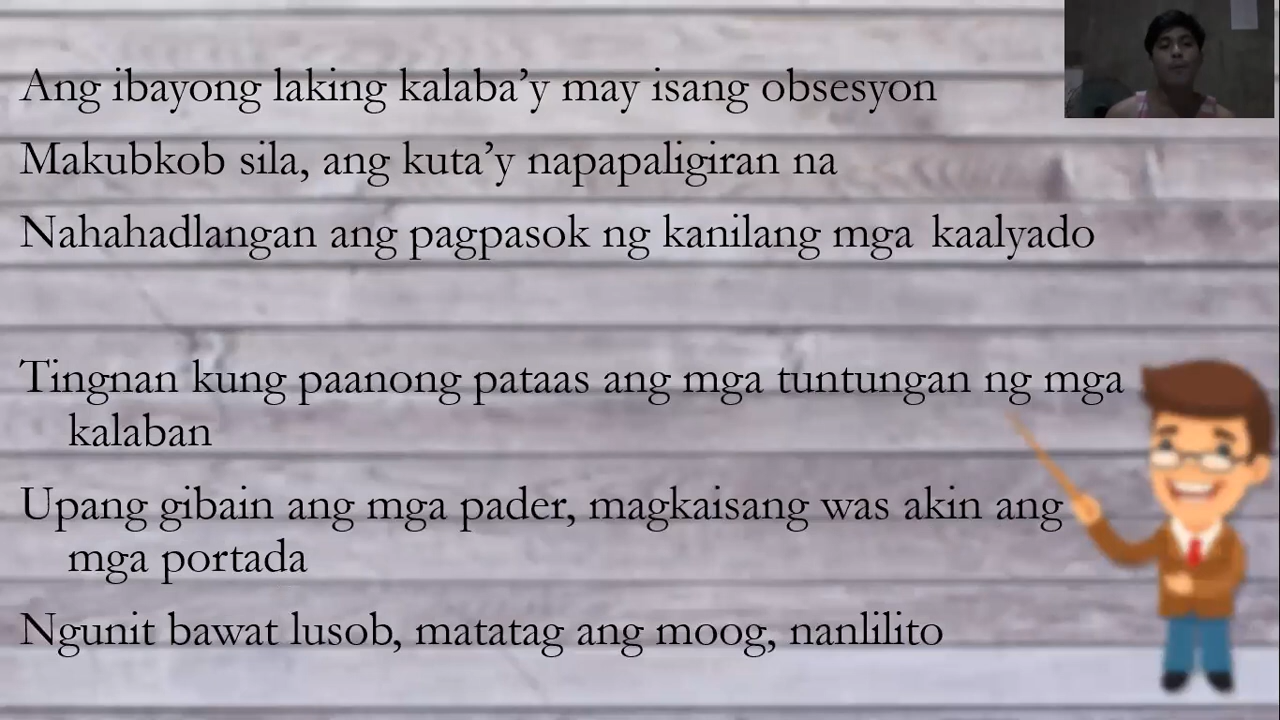 Ang ibayong laking kalaba’y may isang obsesyon
Makubkob sila, ang kuta’y napapaligiran na
Nahahadlangan ang pagpasok ng kanilang mga kaalyado
Tingnan kung paanong pataas ang mga tuntungan ng mga
kalaban
Upang gibain ang mga pader, magkaisang was akin ang
mga portada
Ngunit bawat lusob, matatag ang moog, nanlilito